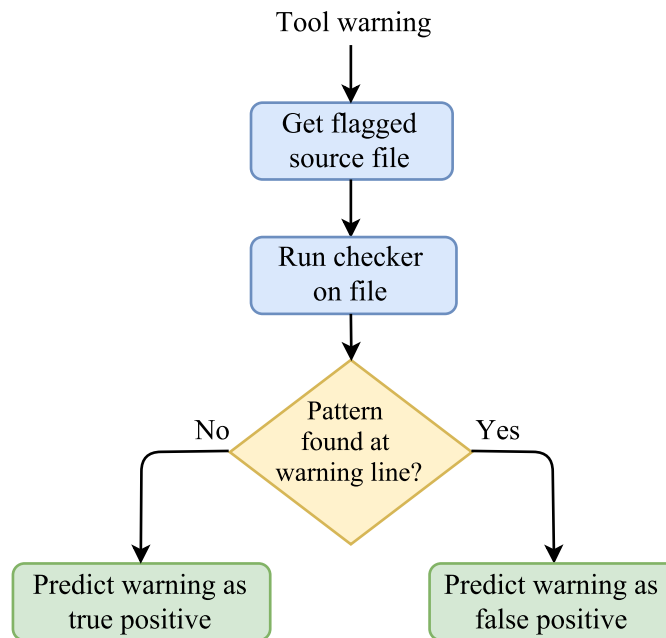 Tool warning
Get flagged
source file
Run checker
on file
Pattern
found at
warning line?
No
Yes
Predict warning as
true positive
Predict warning as
false positive